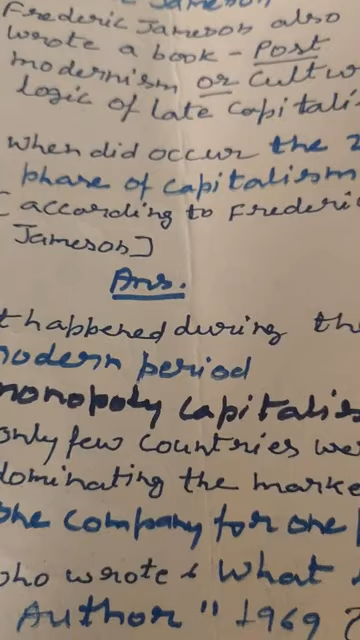 Frederic Jameson also
wrote a book - Post
modernism or Cultu
logic of late capitali
when did occur the 2
phase of capitalism
[ according to Frederic
Jameson]
Ans.
t happened during the
modern period
monopoly capitalis
only few countries we
dominating the marke
one company for one
who wrote " What
Author" 1969 ?